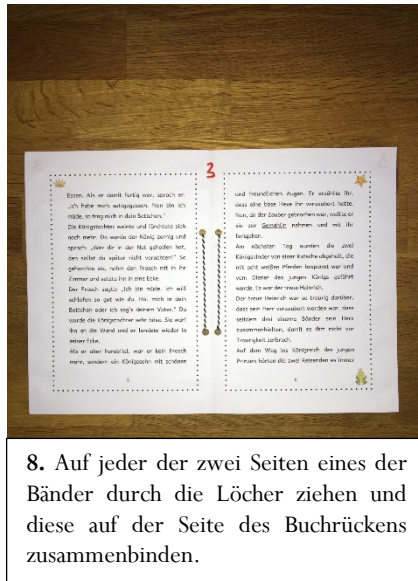 3
Essen. Als er damit fertig war, sprach er:
„Ich habe mich sattgegessen. Nun bin ich
müde, so trag mich in dein Bettchen.“
Die Königstochter weinte und fürchtete sich
noch mehr. Da wurde der König zornig und
sprach: „Wer dir in der Not geholfen hat,
den sollst du später nicht verachten!“ Sie
gehorchte sie, nahm den Frosch mit in ihr
Zimmer und setzte ihn in eine Ecke.
Der Frosch sagte: „Ich bin müde, ich will
schlafen so gut wie du. Hol mich in dein
Bettchen oder ich sag's deinem Vater.“ Da
wurde die Königstochter sehr böse. Sie warf
ihn an die Wand und er landete wieder in
seiner Ecke.
Als er aber herabfiel, war er kein Frosch
mehr, sondern ein Königssohn mit schönen
5
und freundlichen Augen. Er erzählte ihr,
dass eine böse Hexe ihn verzaubert hatte.
Nun, da der Zauber gebrochen war, wollte er
sie zur Gemahlin nehmen und mit ihr
fortgehen.
Am nächsten Tag wurden die zwei
Königskinder von einer Kutsche abgeholt, die
mit acht weißen Pferden bespannt war und
vom Diener des jungen Königs geführt
wurde. Es war der treue Heinrich.
Der treue Heinrich war so traurig darüber,
dass sein Herr verzaubert worden war, dass
seitdem drei eiserne Bänder sein Herz
zusammenhielten, damit es ihm nicht vor
Traurigkeit zerbrach.
Auf dem Weg ins Königreich des jungen
Prinzen hörten die zwei Reisenden es immer
6
8. Auf jeder der zwei Seiten eines der
Bänder durch die Löcher ziehen und
diese auf der Seite des Buchrückens
zusammenbinden.